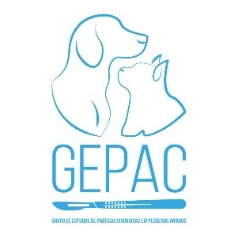 GEPAC
GRUPO DE ESTUDOS DE PRÁTICAS CIRÚRGICAS EM PEQUENOS ANIMAIS